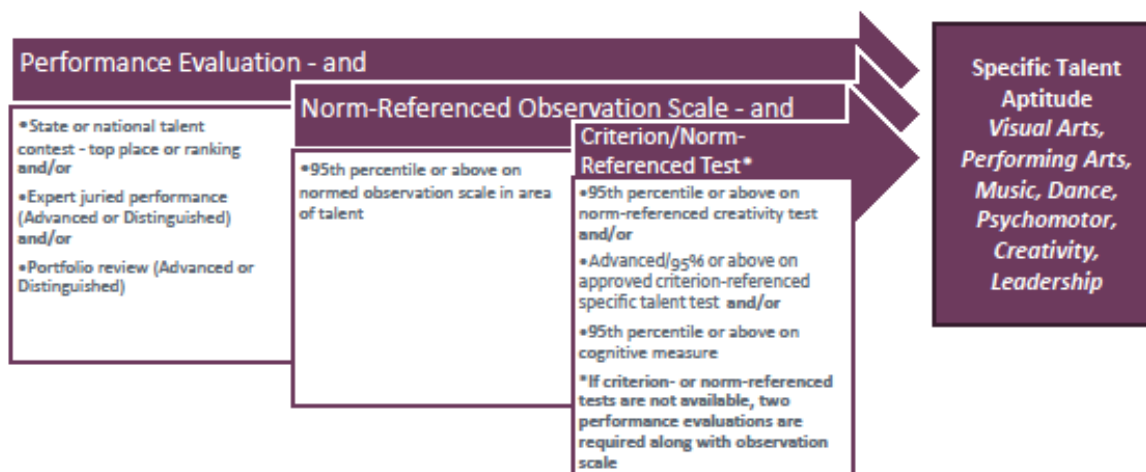 Performance Evaluation - and
•State or national talent
contest - top place or ranking
and/or
•Expert juried performance
(Advanced or Distinguished)
and/or
•Portfolio review (Advanced or
Distinguished)
Norm-Referenced Observation Scale - and
•95th percentile or above on
normed observation scale in area
of talent
Criterion/Norm-
Referenced Test*
•95th percentile or above on
norm-referenced creativity test
and/or
•Advanced/95% or above on
approved criterion-referenced
specific talent test and/or
•95th percentile or above on
cognitive measure
*If criterion- or norm-referenced
tests are not available, two
performance evaluations are
required along with observation
scale
Specific Talent
Aptitude
Visual Arts,
Performing Arts,
Music, Dance,
Psychomotor,
Creativity,
Leadership